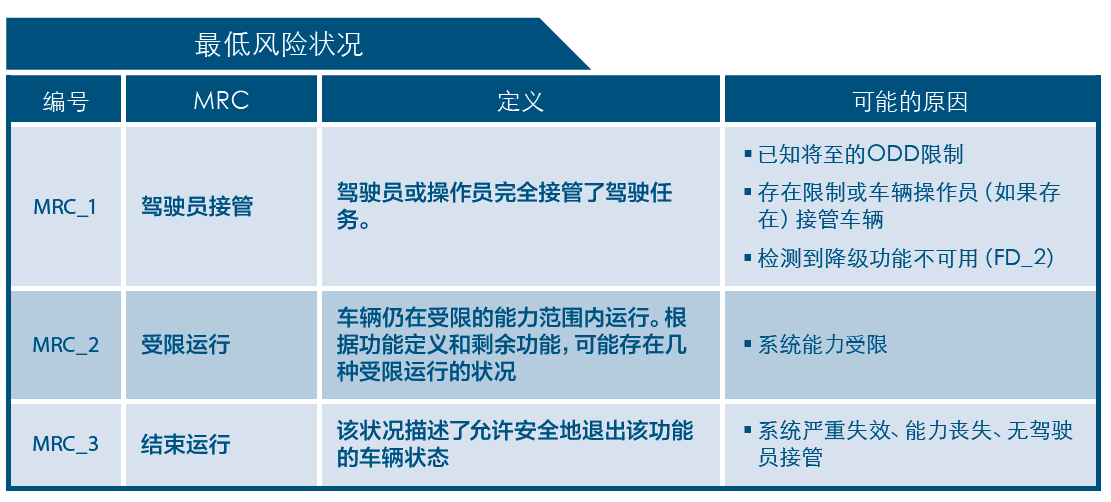 最低风险状况
编号 MRC 定义 可能的原因
MRC_1 驾驶员接管
驾驶员或操作员完全接管了驾驶任
务。
▪ 已知将至的ODD限制
▪ 存在限制或车辆操作员（如果存
在）接管车辆
▪ 检测到降级功能不可用（FD_2）
MRC_2 受限运行
车辆仍在受限的能力范围内运行。根
据功能定义和剩余功能，可能存在几
种受限运行的状况
▪ 系统能力受限
MRC_3 结束运行
该状况描述了允许安全地退出该功能
的车辆状态
▪ 系统严重失效、能力丧失、无驾驶
员接管